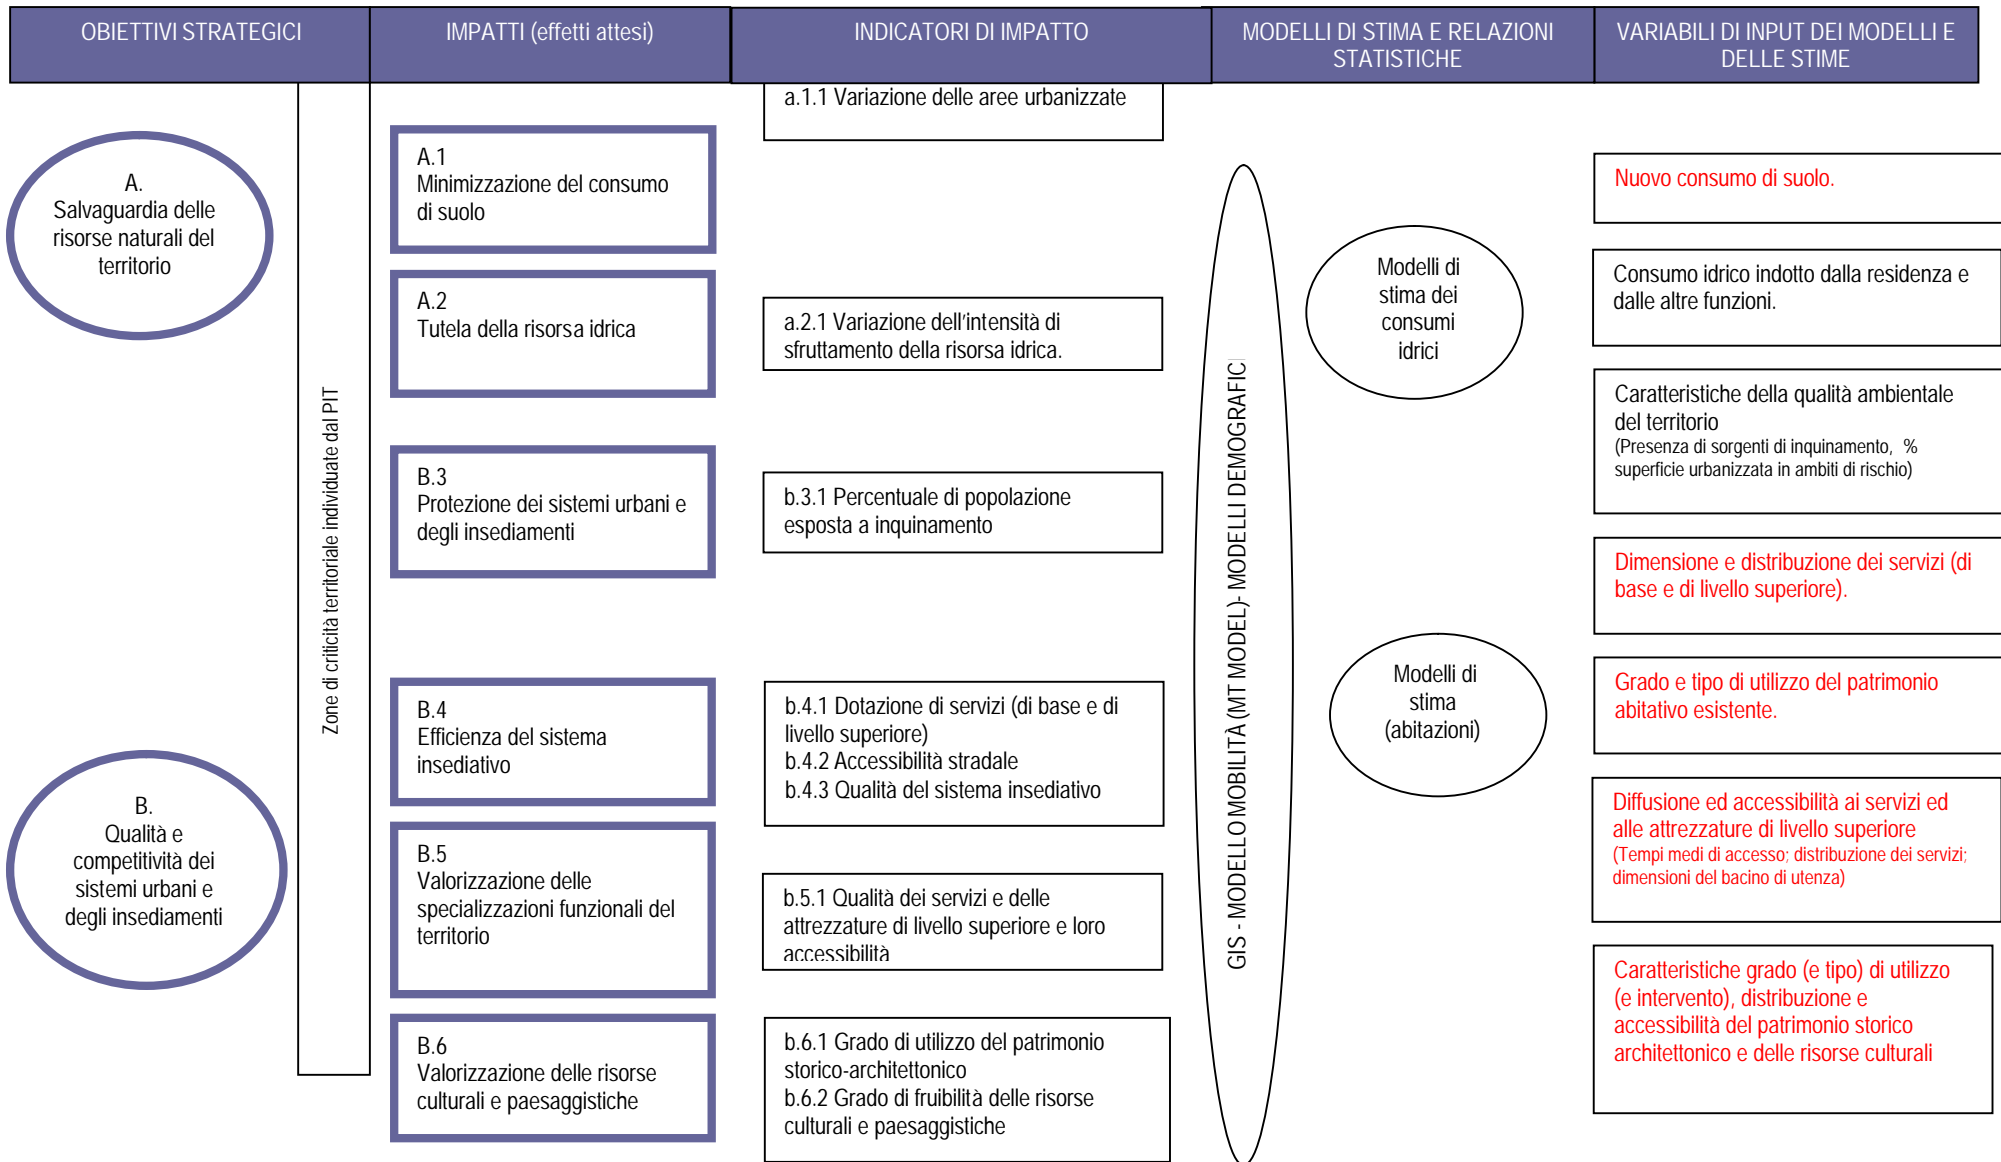 OBIETTIVI STRATEGICI
IMPATTI (effetti attesi)
INDICATORI DI IMPATTO
MODELLI DI STIMA E RELAZIONI
STATISTICHE
VARIABILI DI INPUT DEI MODELLI E
DELLE STIME
A.
Salvaguardia delle
risorse naturali del
territorio
B.
Qualità e
competitività dei
sistemi urbani e
degli insediamenti
Zone di criticità territoriale individuate dal PIT
A.1
Minimizzazione del consumo
di suolo
A.2
Tutela della risorsa idrica
B.3
Protezione dei sistemi urbani e
degli insediamenti
B.4
Efficienza del sistema
insediativo
B.5
Valorizzazione delle
specializzazioni funzionali del
territorio
B.6
Valorizzazione delle risorse
culturali e paesaggistiche
a.1.1 Variazione delle aree urbanizzate
a.2.1 Variazione dell'intensità di
sfruttamento della risorsa idrica.
b.3.1 Percentuale di popolazione
esposta a inquinamento
b.4.1 Dotazione di servizi (di base e di
livello superiore)
b.4.2 Accessibilità stradale
b.4.3 Qualità del sistema insediativo
b.5.1 Qualità dei servizi e delle
attrezzature di livello superiore e loro
accessibilità
b.6.1 Grado di utilizzo del patrimonio
storico-architettonico
b.6.2 Grado di fruibilità delle risorse
culturali e paesaggistiche
GIS - MODELLO MOBILITÀ (MT MODEL)- MODELLI DEMOGRAFIC
Modelli di
stima dei
consumi
idrici
Modelli di
stima
(abitazioni)
Nuovo consumo di suolo.
Consumo idrico indotto dalla residenza e
dalle altre funzioni.
Caratteristiche della qualità ambientale
del territorio
(Presenza di sorgenti di inquinamento, %
superficie urbanizzata in ambiti di rischio)
Dimensione e distribuzione dei servizi (di
base e di livello superiore).
Grado e tipo di utilizzo del patrimonio
abitativo esistente.
Diffusione ed accessibilità ai servizi ed
alle attrezzature di livello superiore
(Tempi medi di accesso; distribuzione dei servizi;
dimensioni del bacino di utenza)
Caratteristiche grado (e tipo) di utilizzo
(e intervento), distribuzione e
accessibilità del patrimonio storico
architettonico e delle risorse culturali